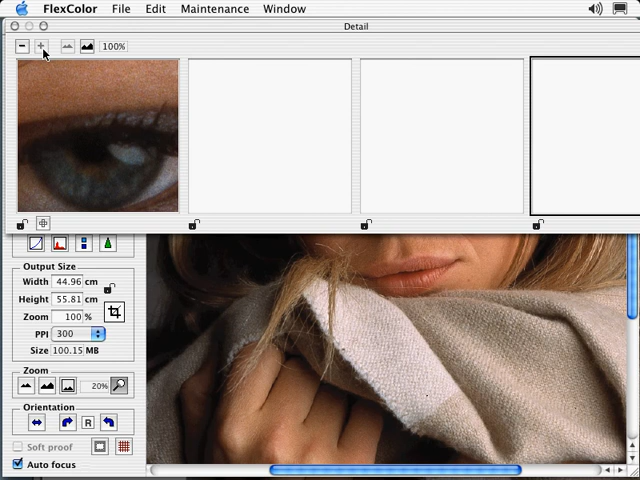 FlexColor File Edit Maintenance Window
Detail
100%
Output Size
Width 44.96 cm
Height 55.81 cm
Zoom 100 %
PPI 300
Size 100.15 MB
Zoom
20%
Orientation
R
Soft proof
Auto focus